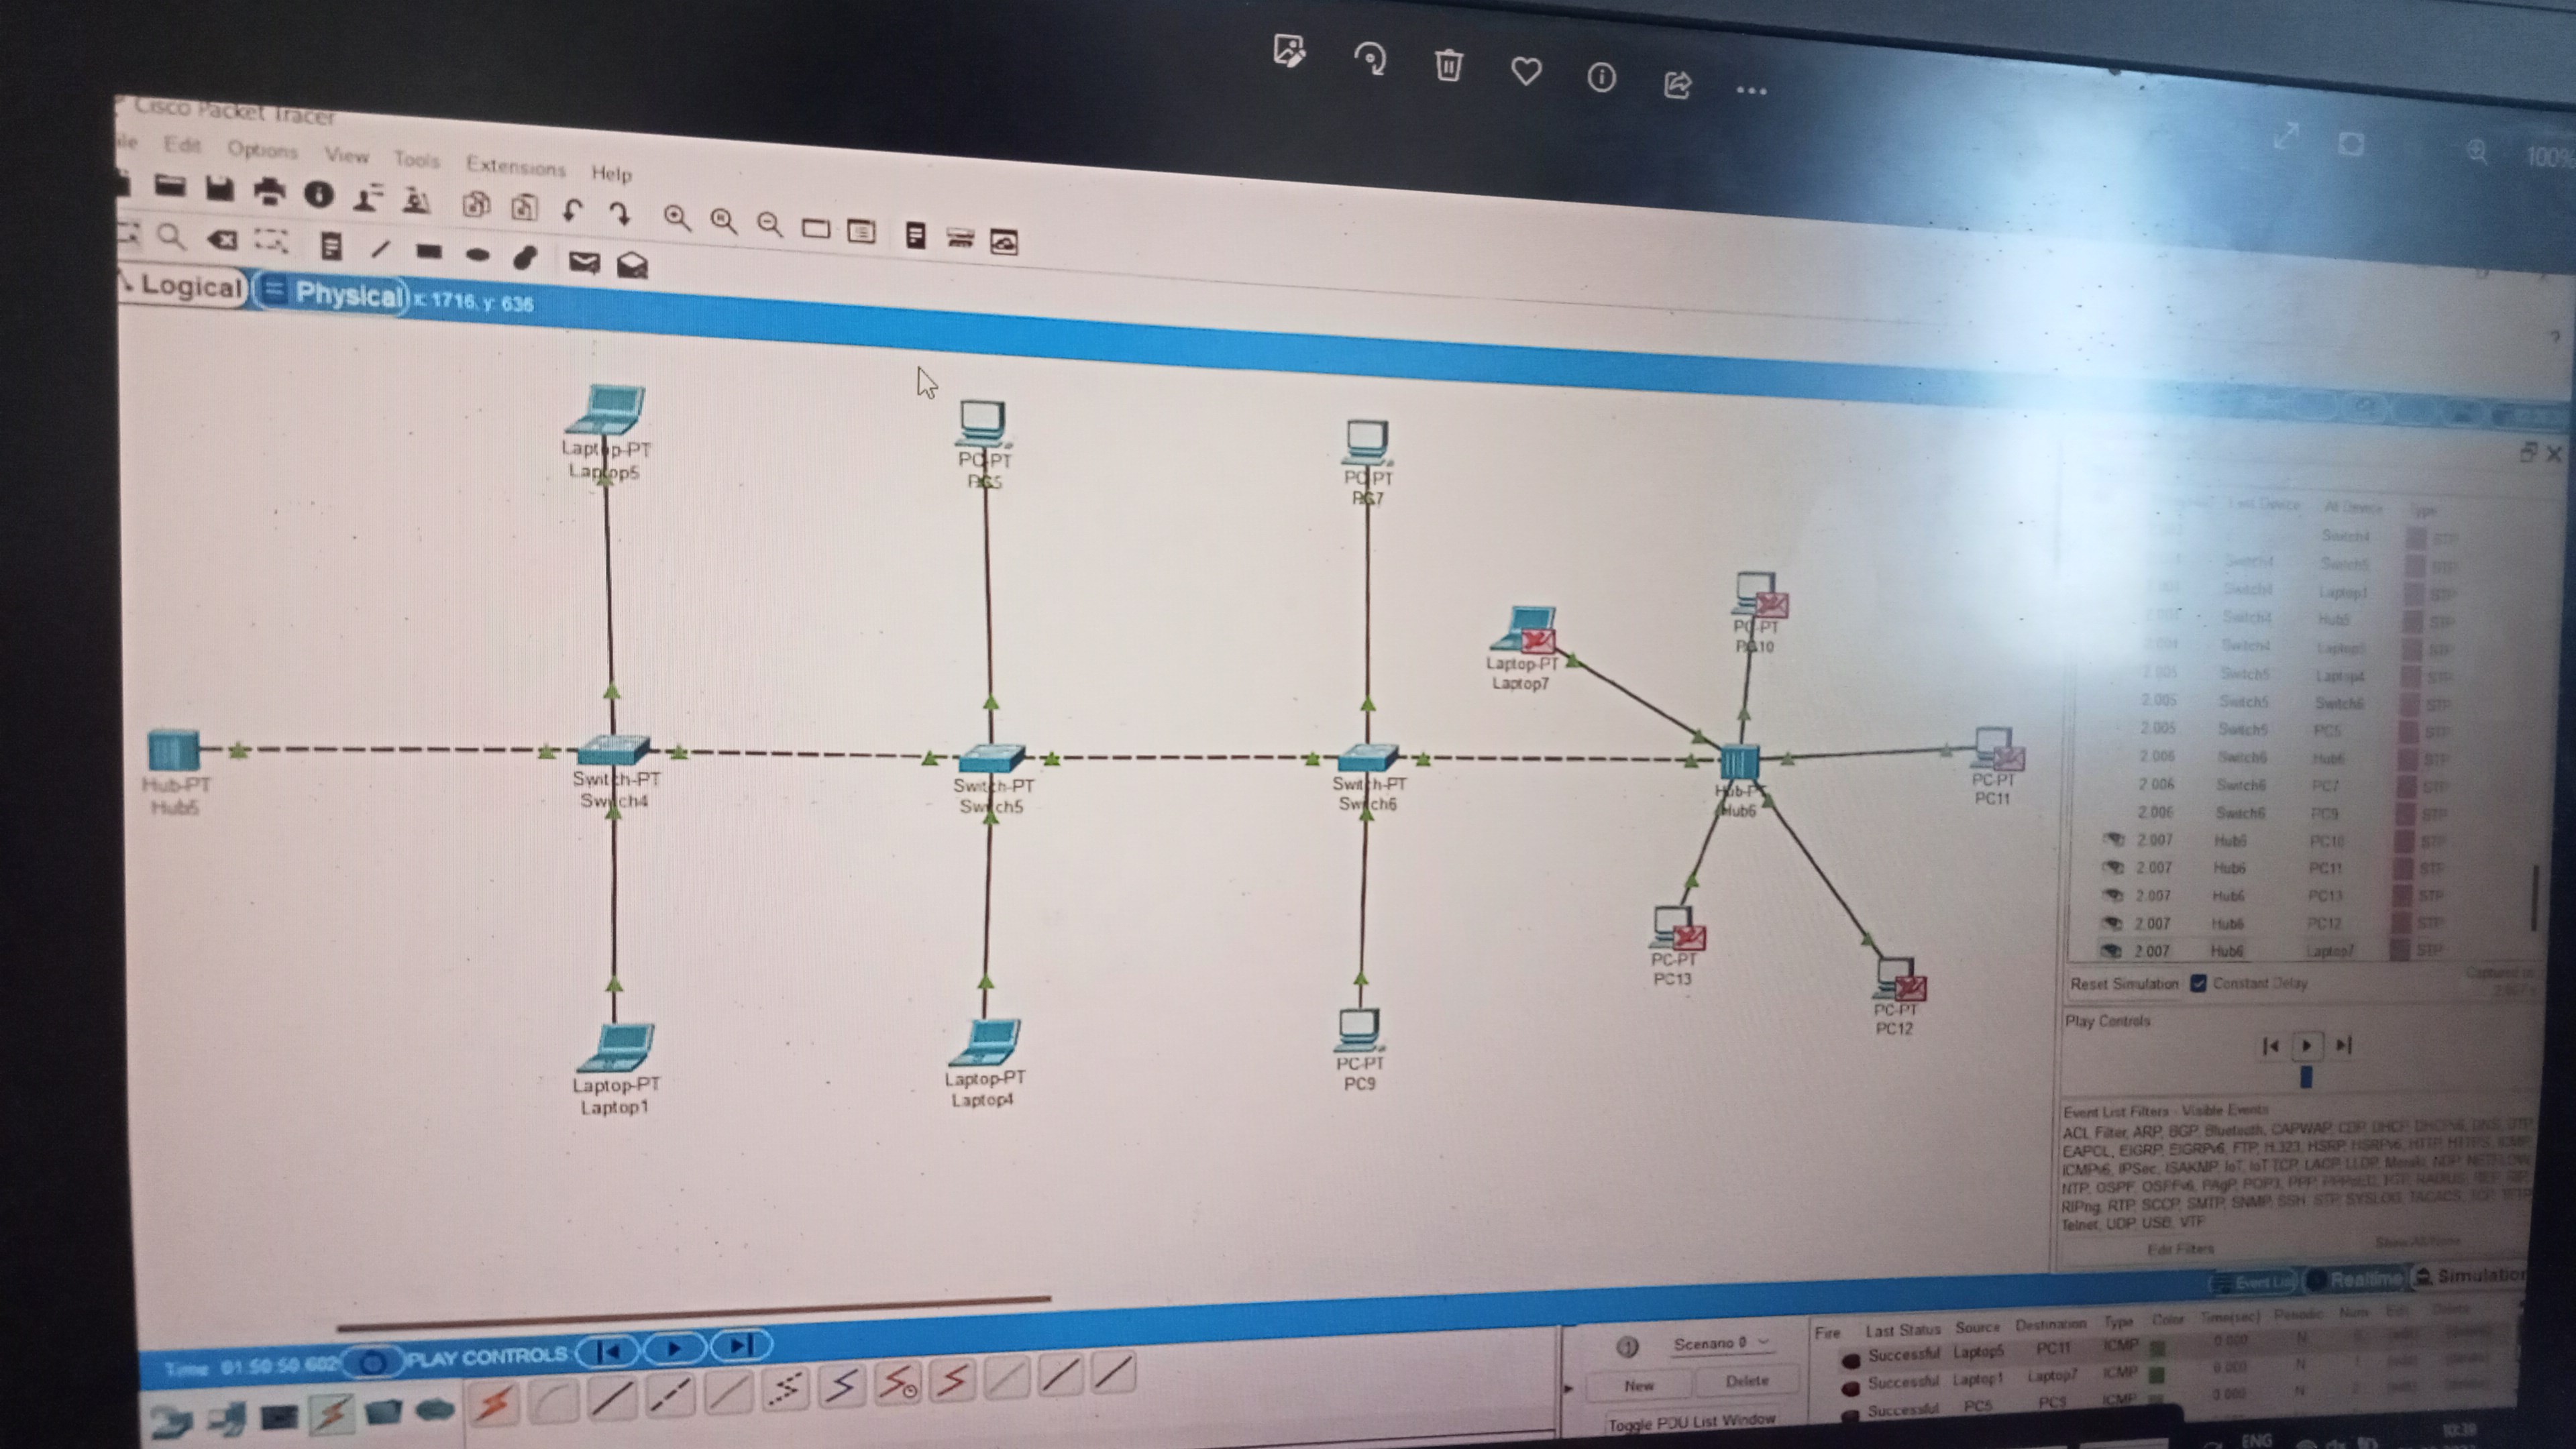 100%
Cisco Packet Tracer
Edit Options View Tools Extensions Help
Logical Physical x: 1716, y: 636
Laptop-PT
Laptop5
PC-PT
PC5
PC-PT
PC7
PC-PT
PC10
Laptop-PT
Laptop7
Hub-PT
Hub5
Switch-PT
Switch4
Switch-PT
Switch5
Switch-PT
Switch6
Hub-PT
Hub6
PC-PT
PC11
PC-PT
PC13
PC-PT
PC12
Laptop-PT
Laptop1
Laptop-PT
Laptop4
PC-PT
PC9
Last Device At Device Type
Switch4 STP
Switch4 Switch5 STP
Switch4 Laptop1 STP
Switch4 Hub5 STP
Switch4 Laptop5 STP
2.005 Switch5 Laptop4 STP
2.005 Switch5 Switch6 STP
2.005 Switch5 PC5 STP
2.006 Switch6 Hub6 STP
2.006 Switch6 PC7 STP
2.006 Switch6 PC9 STP
2.007 Hub6 PC10 STP
2.007 Hub6 PC11 STP
2.007 Hub6 PC13 STP
2.007 Hub6 PC12 STP
2.007 Hub6 Laptop7 STP
Reset Simulation Constant Delay
Captured to
Play Controls
Event List Filters - Visible Events
ACL Filter, ARP, BGP, Bluetooth, CAPWAP, CDP, DHCP, DHCPv6, DNS, DTP,
EAPOL, EIGRP, EIGRPv6, FTP, H.323, HSRP, HSRPv6, HTTP, HTTPS, ICMP,
ICMPv6, IPSec, ISAKMP, IoT, IoT TCP, LACP, LLDP, Meraki, NDP, NETFLOW,
NTP, OSPF, OSPFv6, PAgP, POP3, PPP, PPPoED, PTP, RADIUS, REP, RIP,
RIPng, RTP, SCCP, SMTP, SNMP, SSH, STP, SYSLOG, TACACS, TCP, TFTP,
Telnet, UDP, USB, VTP
Edit Filters Show All/None
Event List Realtime Simulation
Time 01:50:50.602 PLAY CONTROLS
Scenario 0
New Delete
Toggle PDU List Window
Fire Last Status Source Destination Type Color Time(sec) Periodic Num Edit Delete
Successful Laptop5 PC11 ICMP 0.000 N
Successful Laptop1 Laptop7 ICMP 0.000 N
Successful PC5 PC9 ICMP 0.000 N
ENG
10:39